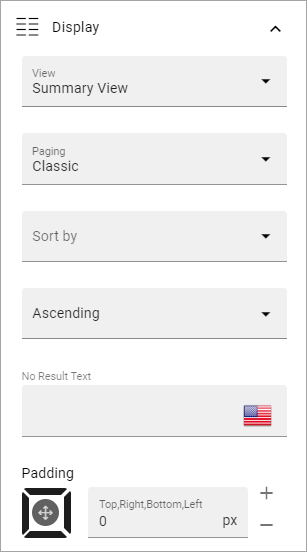 Display
View
Summary View
Paging
Classic
Sort by
Ascending
No Result Text
Padding
Top,Right,Bottom,Left
0 px